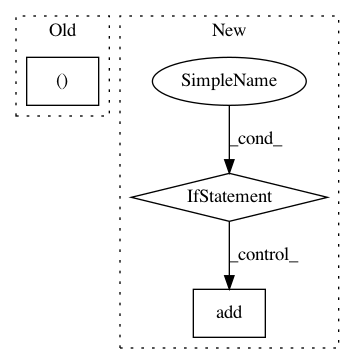 Old
New
()
SimpleName
_cond_
IfStatement
_control_
add